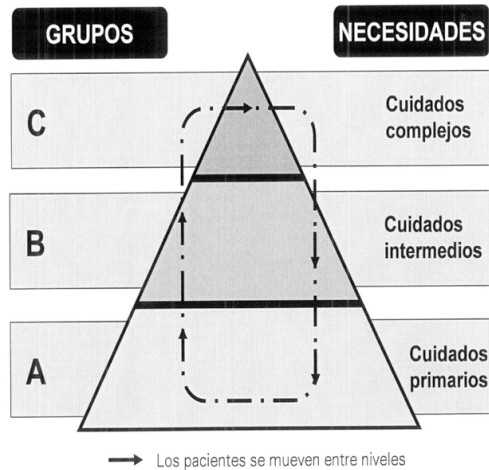 GRUPOS
NECESIDADES
C
Cuidados
complejos
B
Cuidados
intermedios
A
Cuidados
primarios
Los pacientes se mueven entre niveles